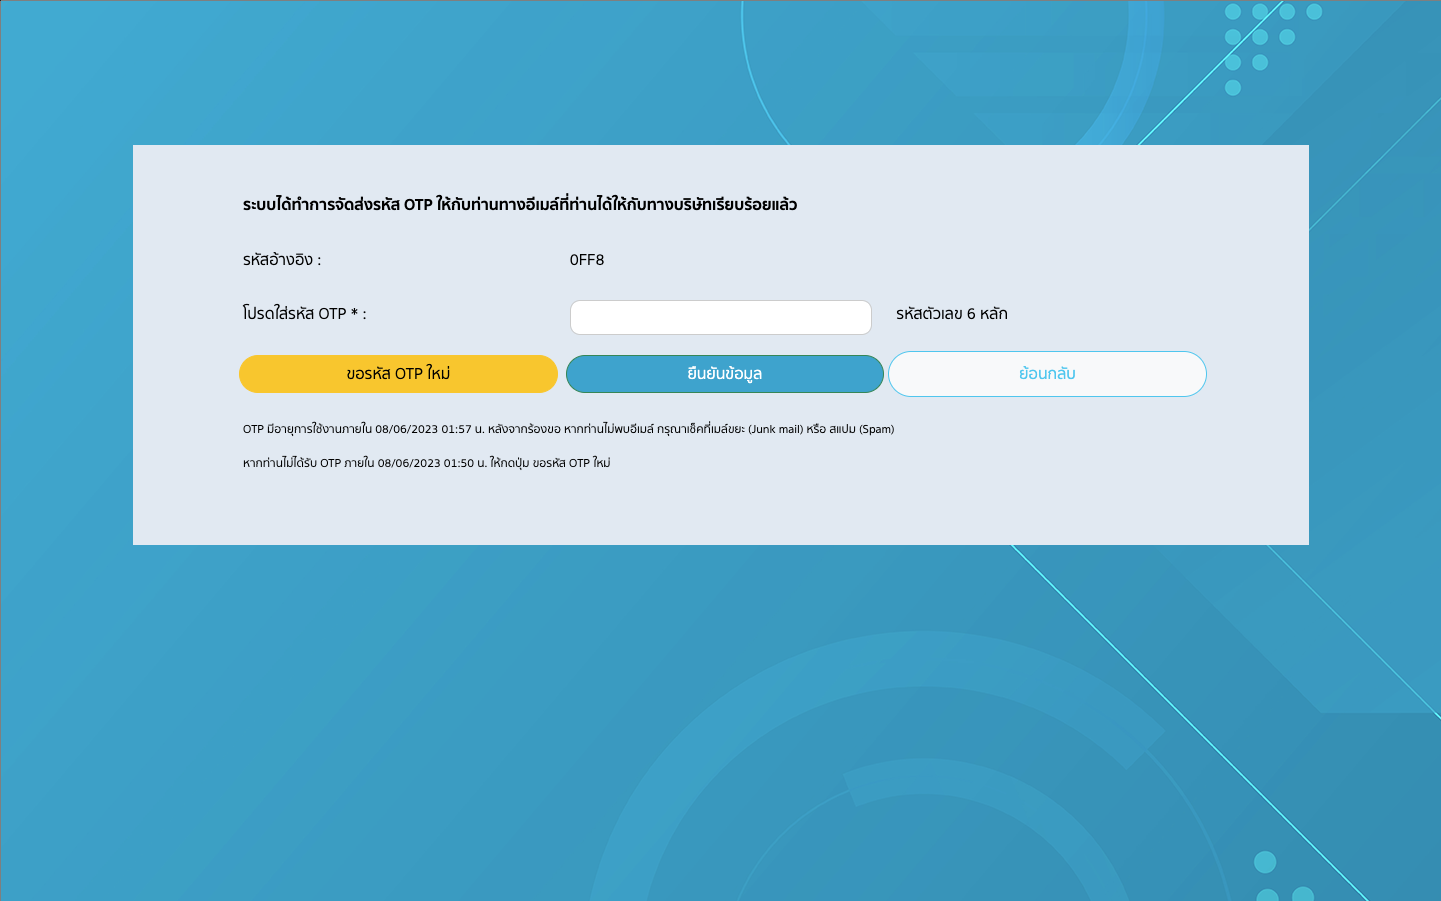 ระบบได้ทำการจัดส่งรหัส OTP ให้กับท่านทางอีเมล์ที่ท่านได้ให้กับทางบริษัทเรียบร้อยแล้ว
รหัสอ้างอิง : 0FF8
โปรดใส่รหัส OTP * : รหัสตัวเลข 6 หลัก
ขอรหัส OTP ใหม่ ยืนยันข้อมูล ย้อนกลับ
OTP มีอายุการใช้งานภายใน 08/06/2023 01:57 น. หลังจากร้องขอ หากท่านไม่พบอีเมล์ กรุณาเช็คที่เมล์ขยะ (Junk mail) หรือ สแปม (Spam)
หากท่านไม่ได้รับ OTP ภายใน 08/06/2023 01:50 น. ให้กดปุ่ม ขอรหัส OTP ใหม่